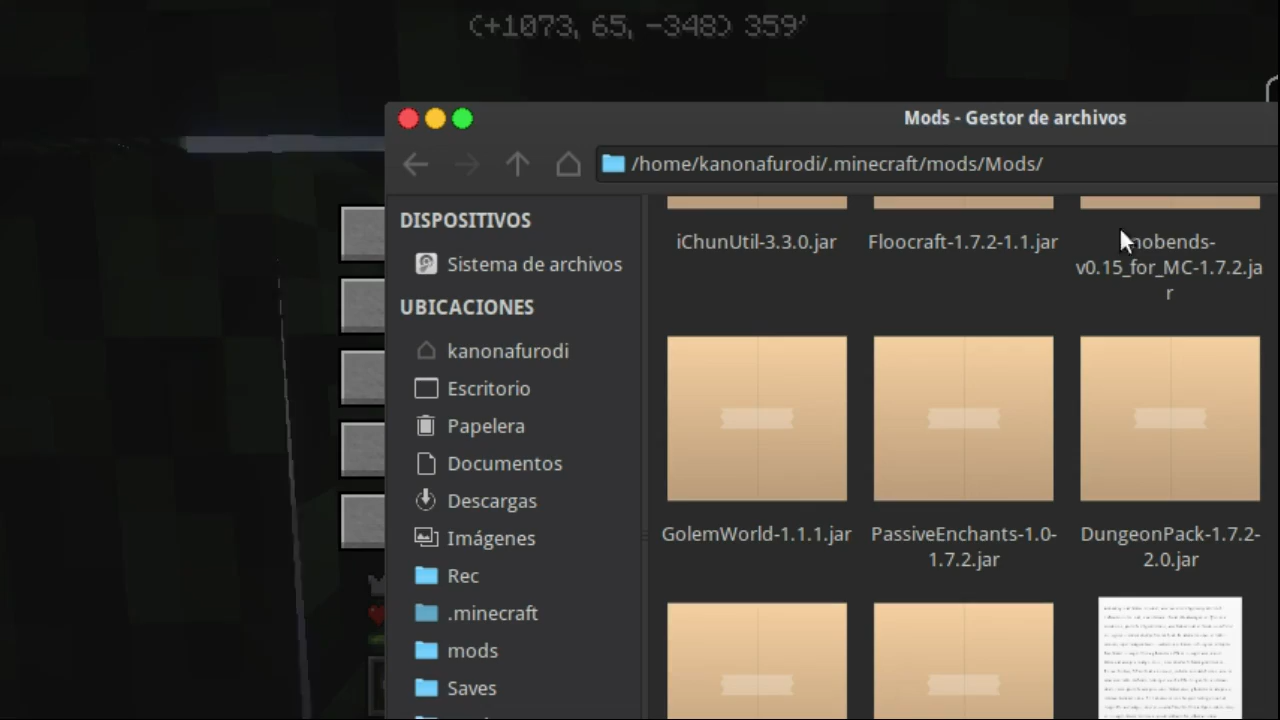 (+1073, 65, -348) 359'
Mods - Gestor de archivos
/home/kanonafurodi/.minecraft/mods/Mods/
DISPOSITIVOS
Sistema de archivos
UBICACIONES
kanonafurodi
Escritorio
Papelera
Documentos
Descargas
Imágenes
Rec
.minecraft
mods
Saves
iChunUtil-3.3.0.jar
Floocraft-1.7.2-1.1.jar
mobends-
v0.15_for_MC-1.7.2.ja
r
GolemWorld-1.1.1.jar
PassiveEnchants-1.0-
1.7.2.jar
DungeonPack-1.7.2-
2.0.jar